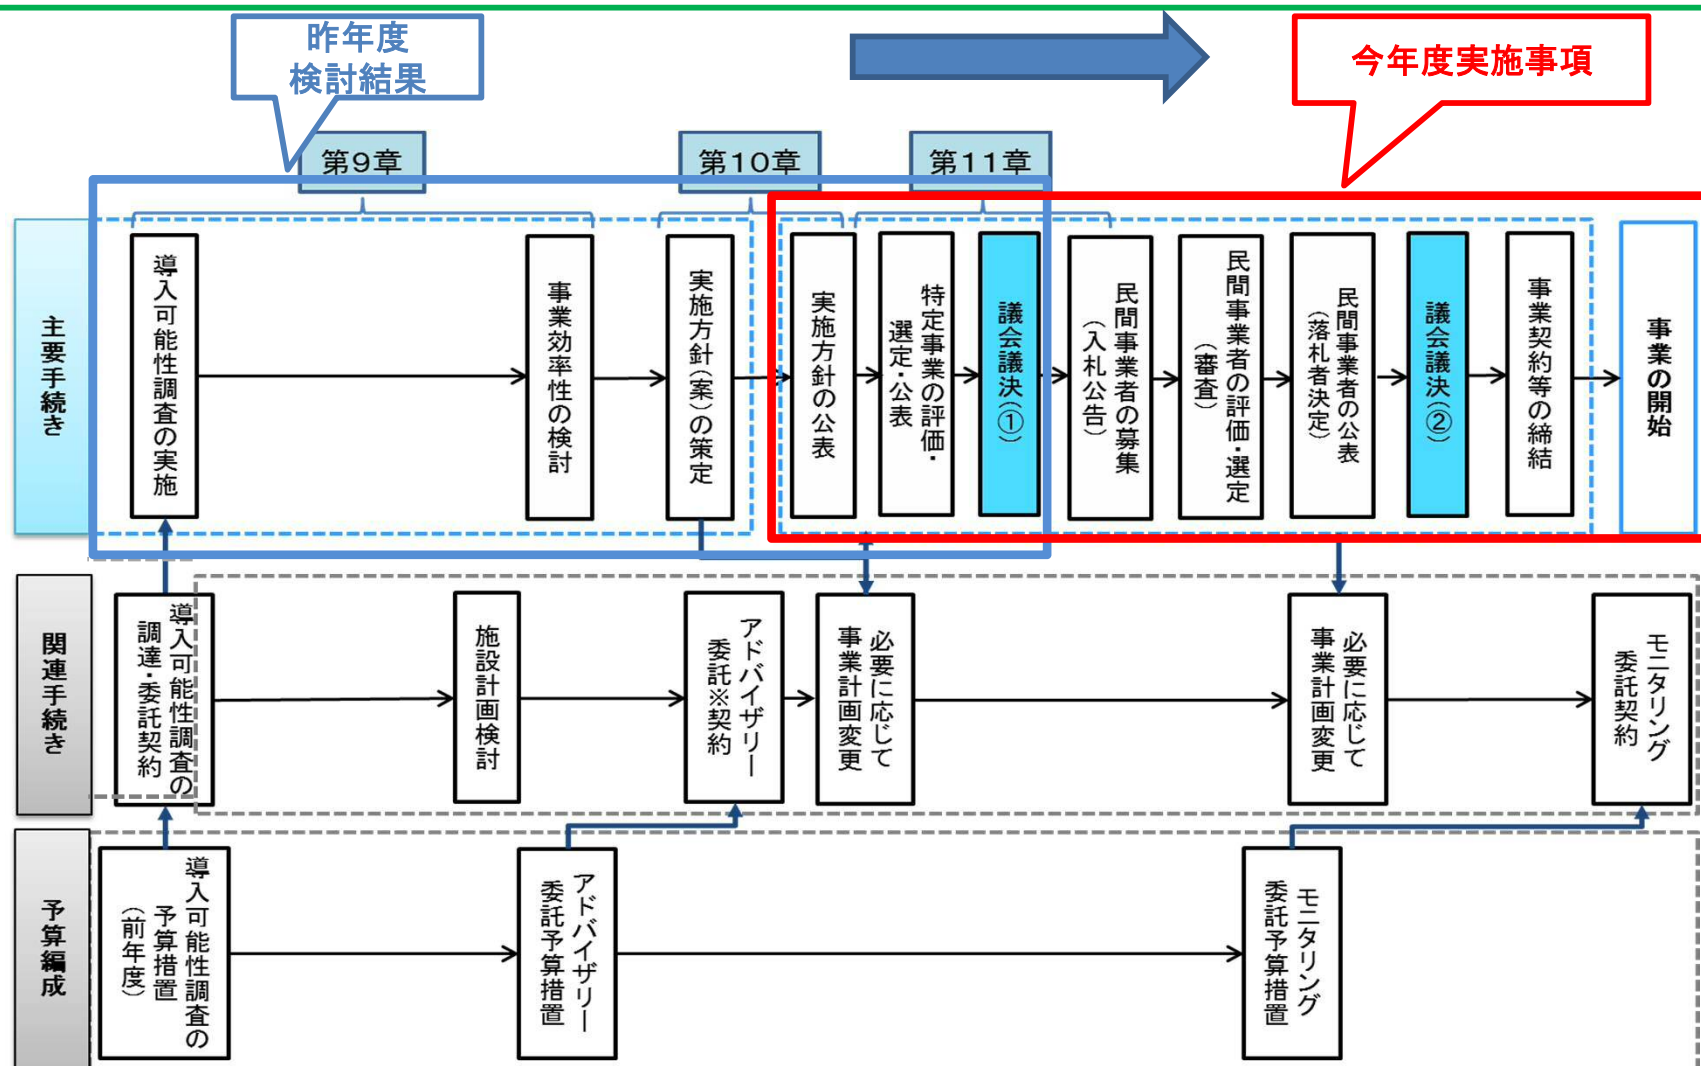 昨年度
検討結果
今年度実施事項
第9章
第10章
第11章
主要手続き
導入可能性調査の実施
事業効率性の検討
実施方針(案)の策定
実施方針の公表
特定事業の評価・
選定・公表
議会議決(①)
民間事業者の募集
(入札公告)
民間事業者の評価・選定
(審査)
民間事業者の公表
(落札者決定)
議会議決(②)
事業契約等の締結
事業の開始
関連手続き
導入可能性調査の
調達・委託契約
施設計画検討
アドバイザリー
委託※契約
必要に応じて
事業計画変更
必要に応じて
事業計画変更
モニタリング
委託契約
予算編成
導入可能性調査の
予算措置
(前年度)
アドバイザリー
委託予算措置
モニタリング
委託予算措置